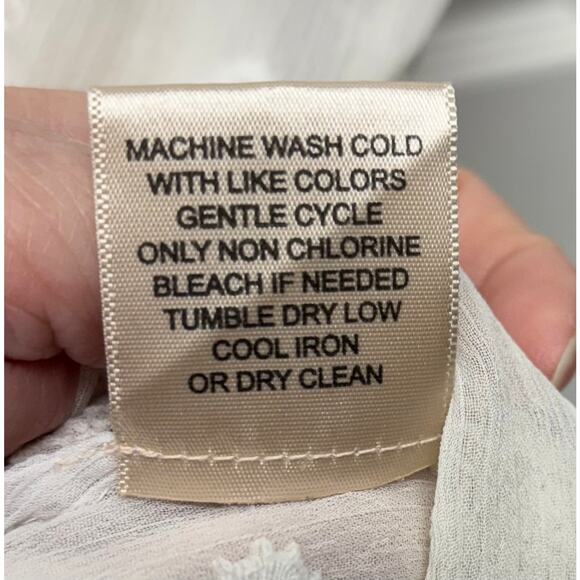 MACHINE WASH COLD
WITH LIKE COLORS
GENTLE CYCLE
ONLY NON CHLORINE
BLEACH IF NEEDED
TUMBLE DRY LOW
COOL IRON
OR DRY CLEAN